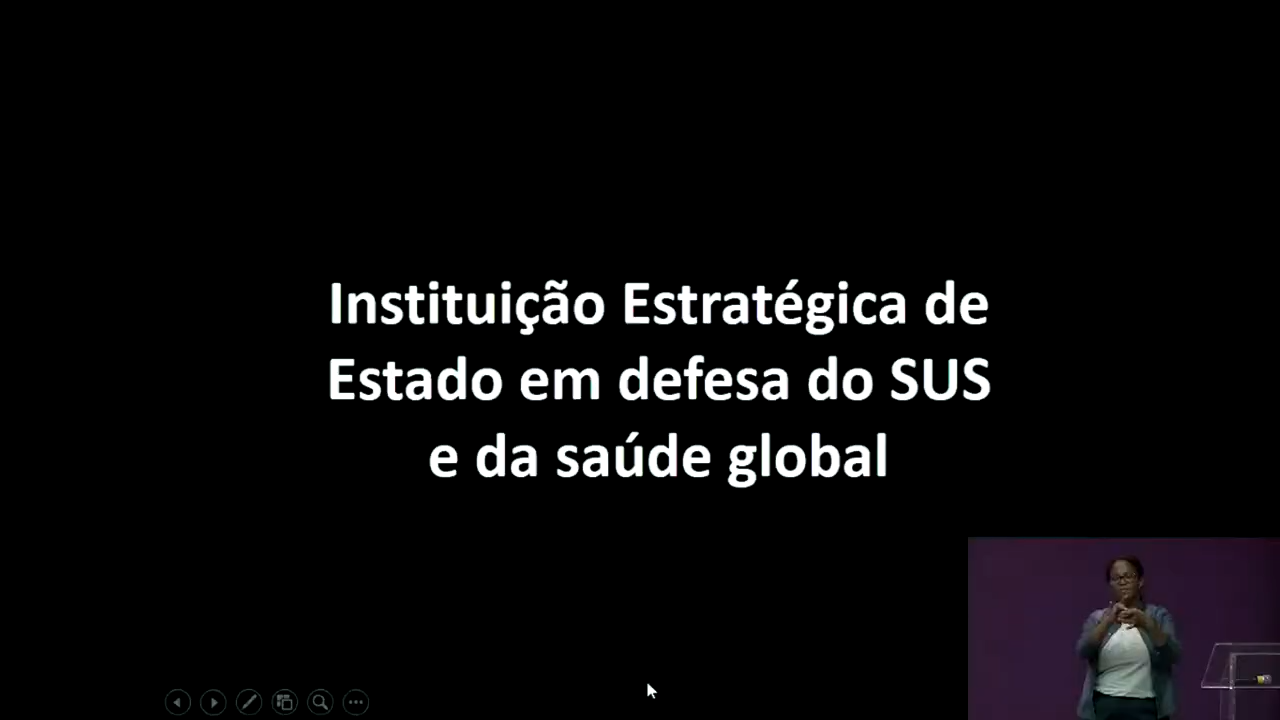 Instituição Estratégica de
Estado em defesa do SUS
e da saúde global